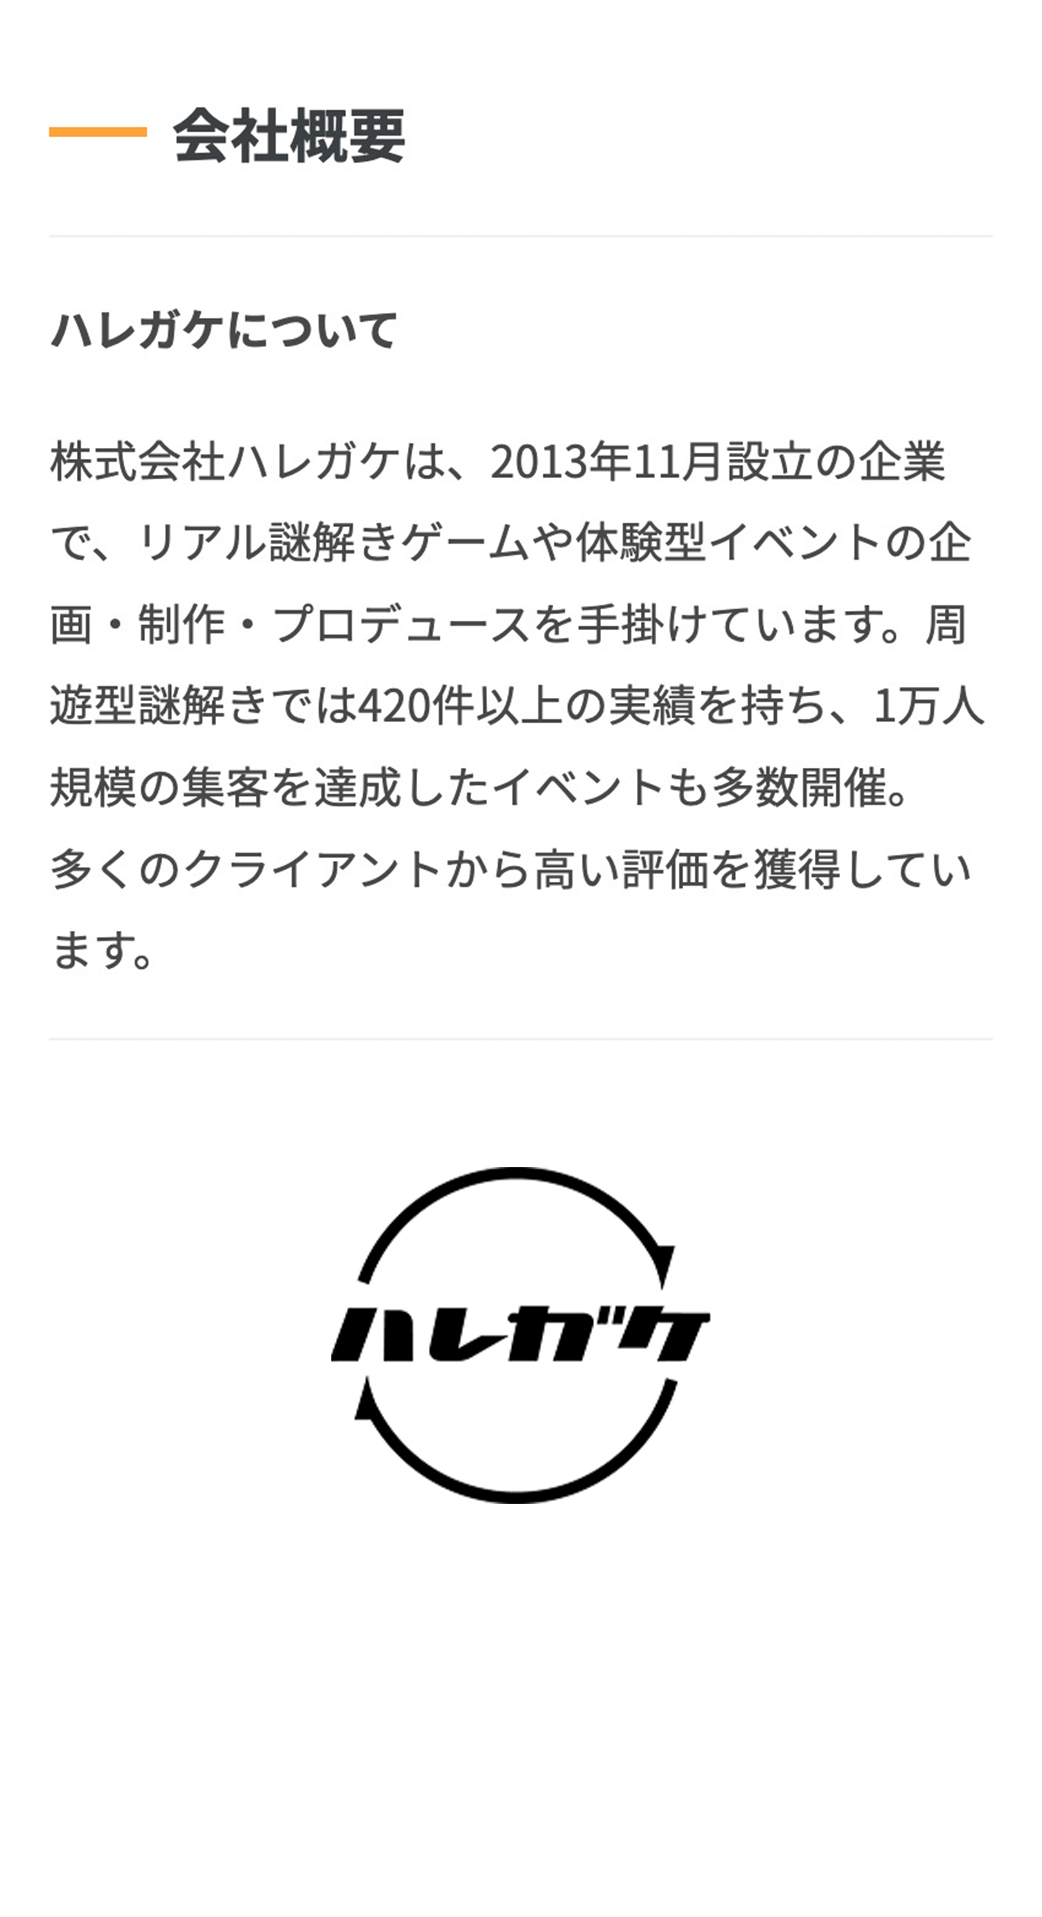 会社概要
ハレガケについて
株式会社ハレガケは、2013年11月設立の企業
で、リアル謎解きゲームや体験型イベントの企
画・制作・プロデュースを手掛けています。周
遊型謎解きでは420件以上の実績を持ち、1万人
規模の集客を達成したイベントも多数開催。
多くのクライアントから高い評価を獲得してい
ます。
ハレガケ